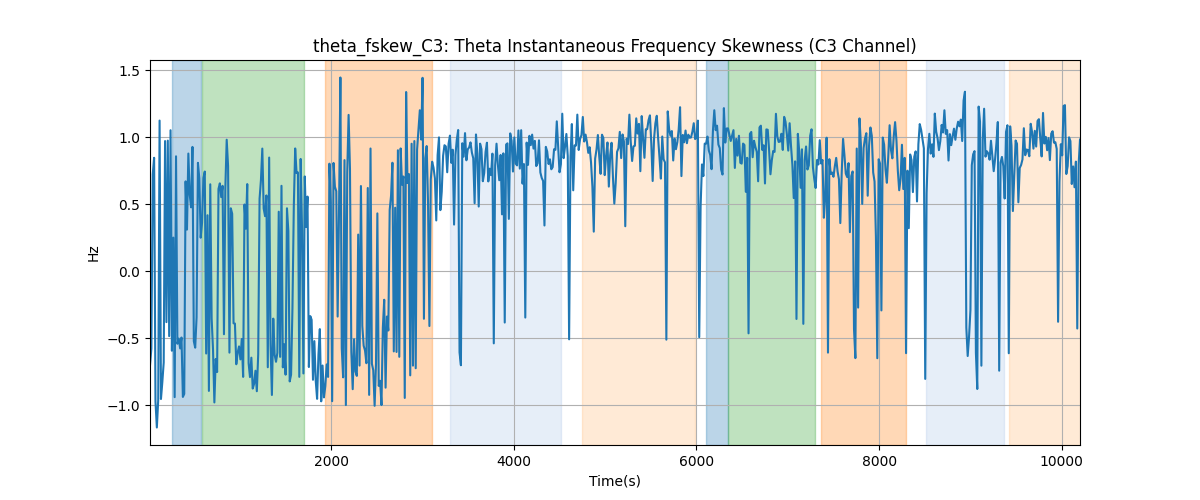 theta_fskew_C3: Theta Instantaneous Frequency Skewness (C3 Channel)
1.5
1.0
0.5
0.0
−0.5
−1.0
Hz
2000 4000 6000 8000 10000
Time(s)